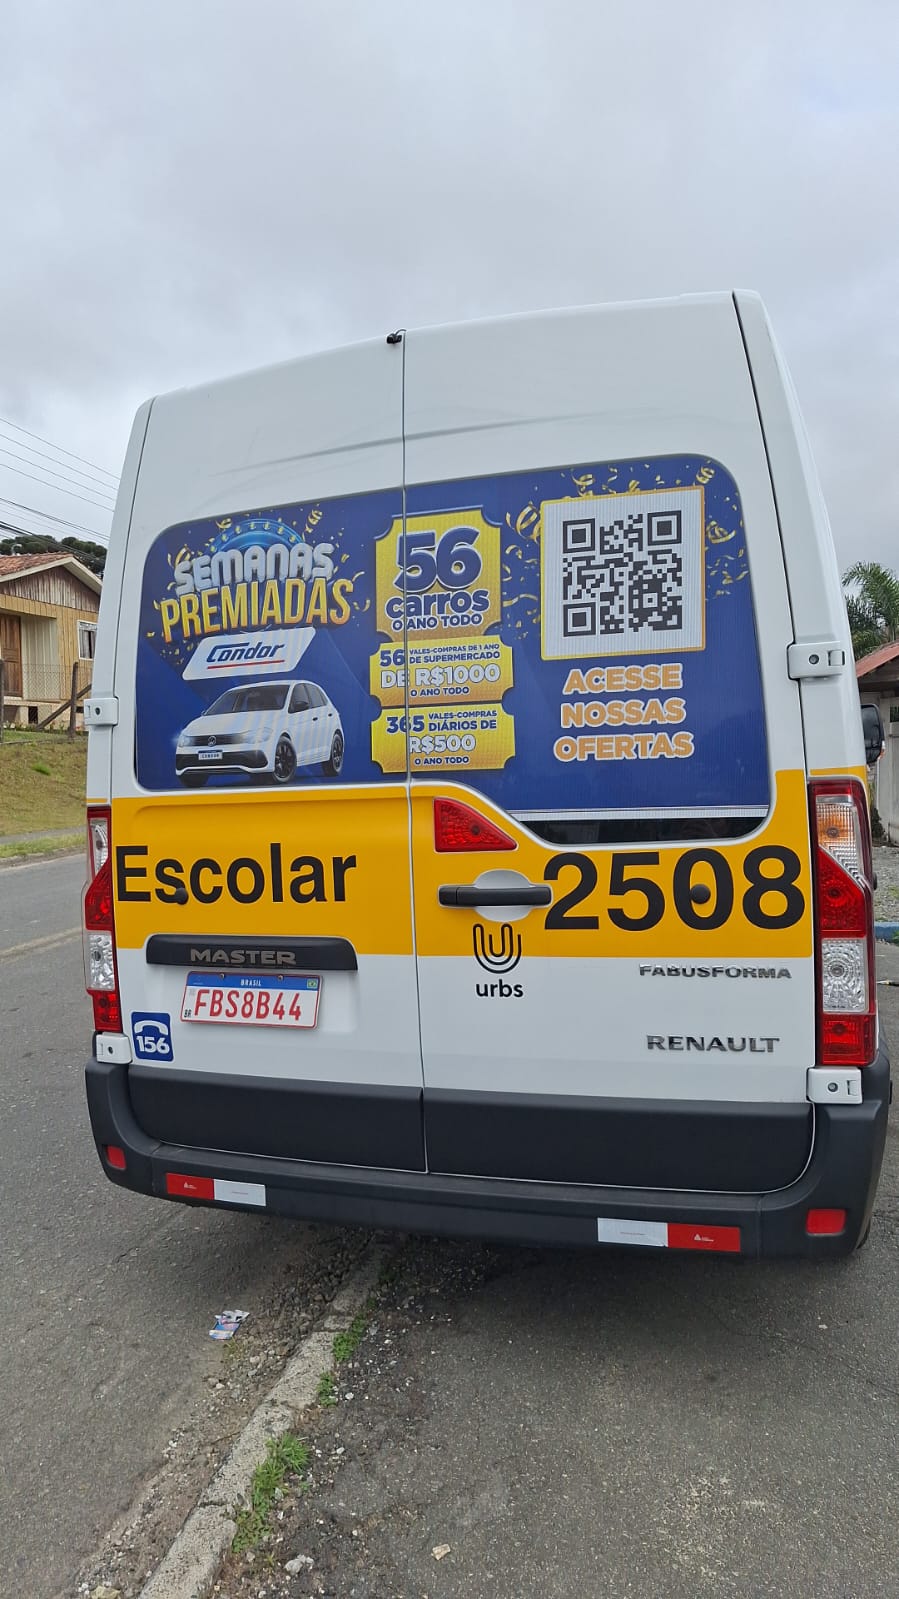 SEMANAS
PREMIADAS
Condor
CONDOR
56
carros
O ANO TODO
56 VALES-COMPRAS DE 1 ANO
DE SUPERMERCADO
DE R$1000
O ANO TODO
365 VALES-COMPRAS
DIÁRIOS DE
R$500
O ANO TODO
ACESSE
NOSSAS
OFERTAS
Escolar
2508
MASTER
BRASIL
BR
FBS8B44
156
urbs
FABUSFORMA
RENAULT